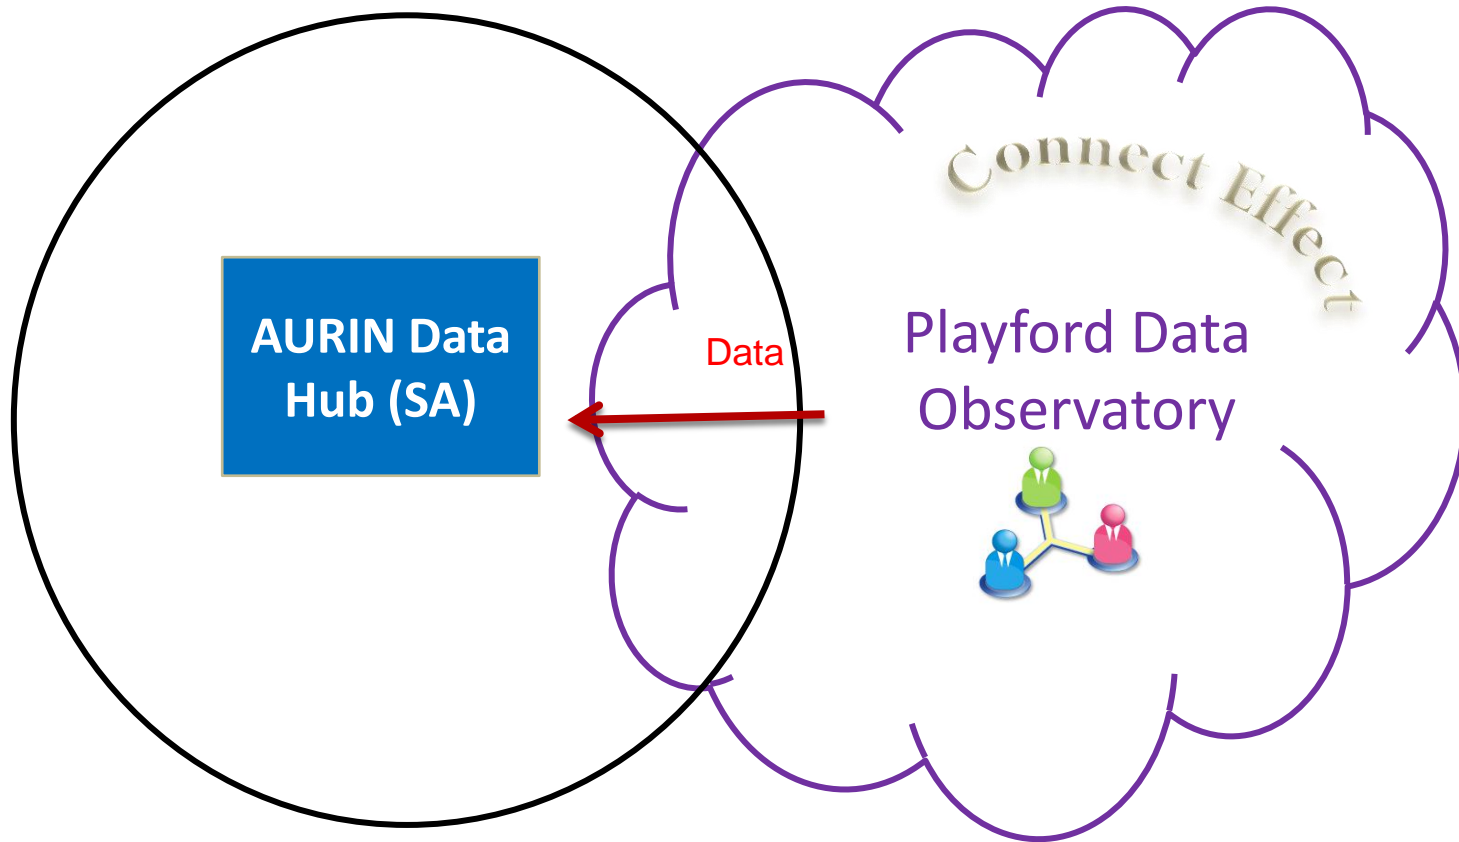 Connect Effect
AURIN Data
Hub (SA)
Data
Playford Data
Observatory